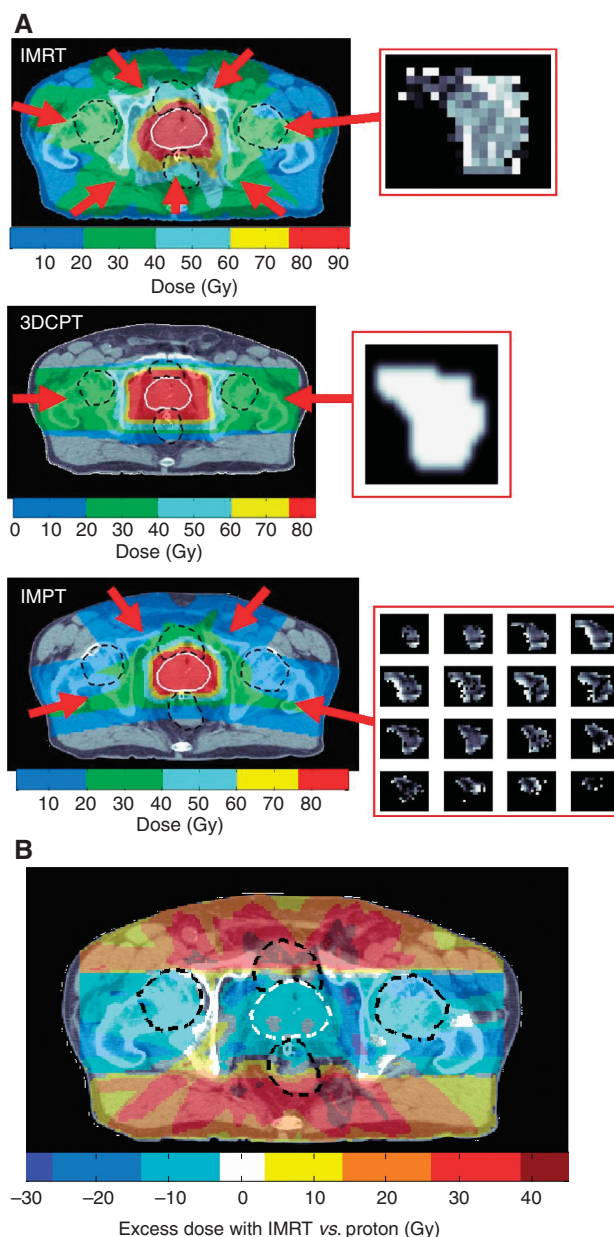 A
IMRT
10 20 30 40 50 60 70 80 90
Dose (Gy)
3DCPT
0 10 20 30 40 50 60 70 80
Dose (Gy)
IMPT
10 20 30 40 50 60 70 80
Dose (Gy)
B
–30 –20 –10 0 10 20 30 40
Excess dose with IMRT vs. proton (Gy)